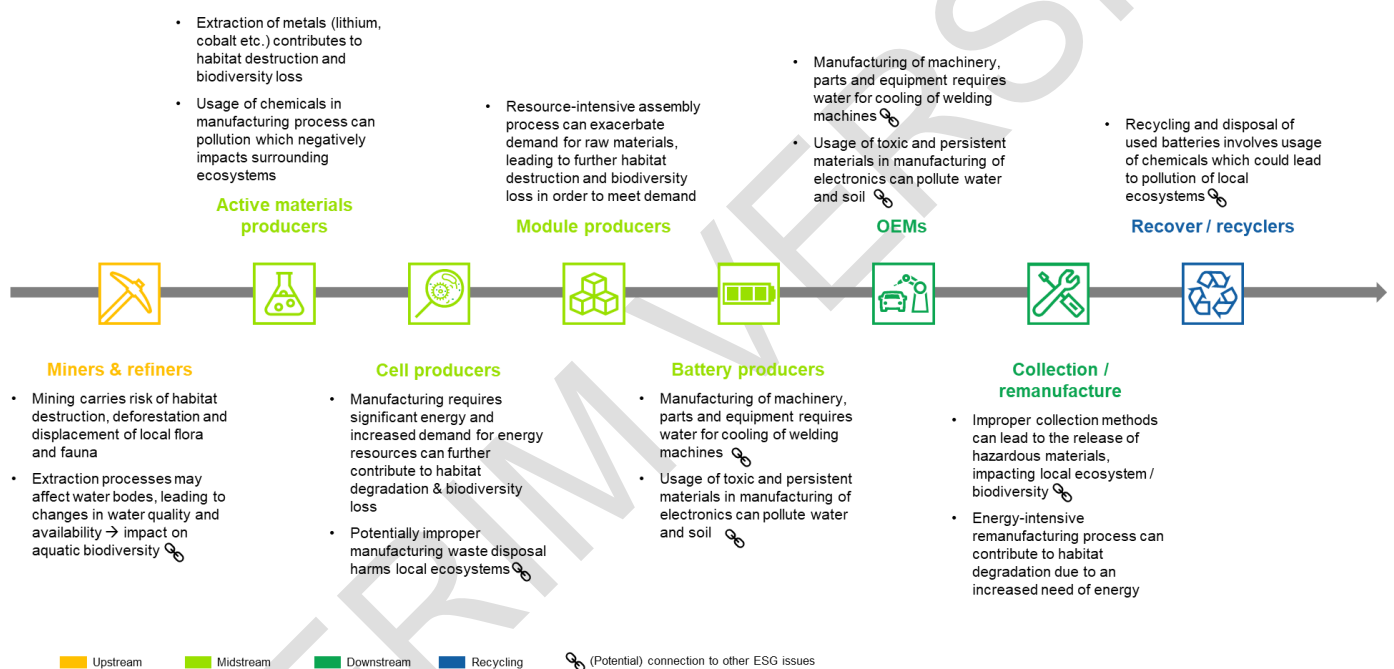 • Extraction of metals (lithium,
cobalt etc.) contributes to
habitat destruction and
biodiversity loss
• Usage of chemicals in
manufacturing process can
pollution which negatively
impacts surrounding
ecosystems
Active materials
producers
• Resource-intensive assembly
process can exacerbate
demand for raw materials,
leading to further habitat
destruction and biodiversity
loss in order to meet demand
Module producers
• Manufacturing of machinery,
parts and equipment requires
water for cooling of welding
machines
• Usage of toxic and persistent
materials in manufacturing of
electronics can pollute water
and soil
OEMs
• Recycling and disposal of
used batteries involves usage
of chemicals which could lead
to pollution of local
ecosystems
Recover / recyclers
Miners & refiners
• Mining carries risk of habitat
destruction, deforestation and
displacement of local flora
and fauna
• Extraction processes may
affect water bodies, leading to
changes in water quality and
availability → impact on
aquatic biodiversity
Cell producers
• Manufacturing requires
significant energy and
increased demand for energy
resources can further
contribute to habitat
degradation & biodiversity
loss
• Potentially improper
manufacturing waste disposal
harms local ecosystems
Battery producers
• Manufacturing of machinery,
parts and equipment requires
water for cooling of welding
machines
• Usage of toxic and persistent
materials in manufacturing of
electronics can pollute water
and soil
Collection /
remanufacture
• Improper collection methods
can lead to the release of
hazardous materials,
impacting local ecosystem /
biodiversity
• Energy-intensive
remanufacturing process can
contribute to habitat
degradation due to an
increased need of energy
Upstream
Midstream
Downstream
Recycling
(Potential) connection to other ESG issues
ERIM VERSI